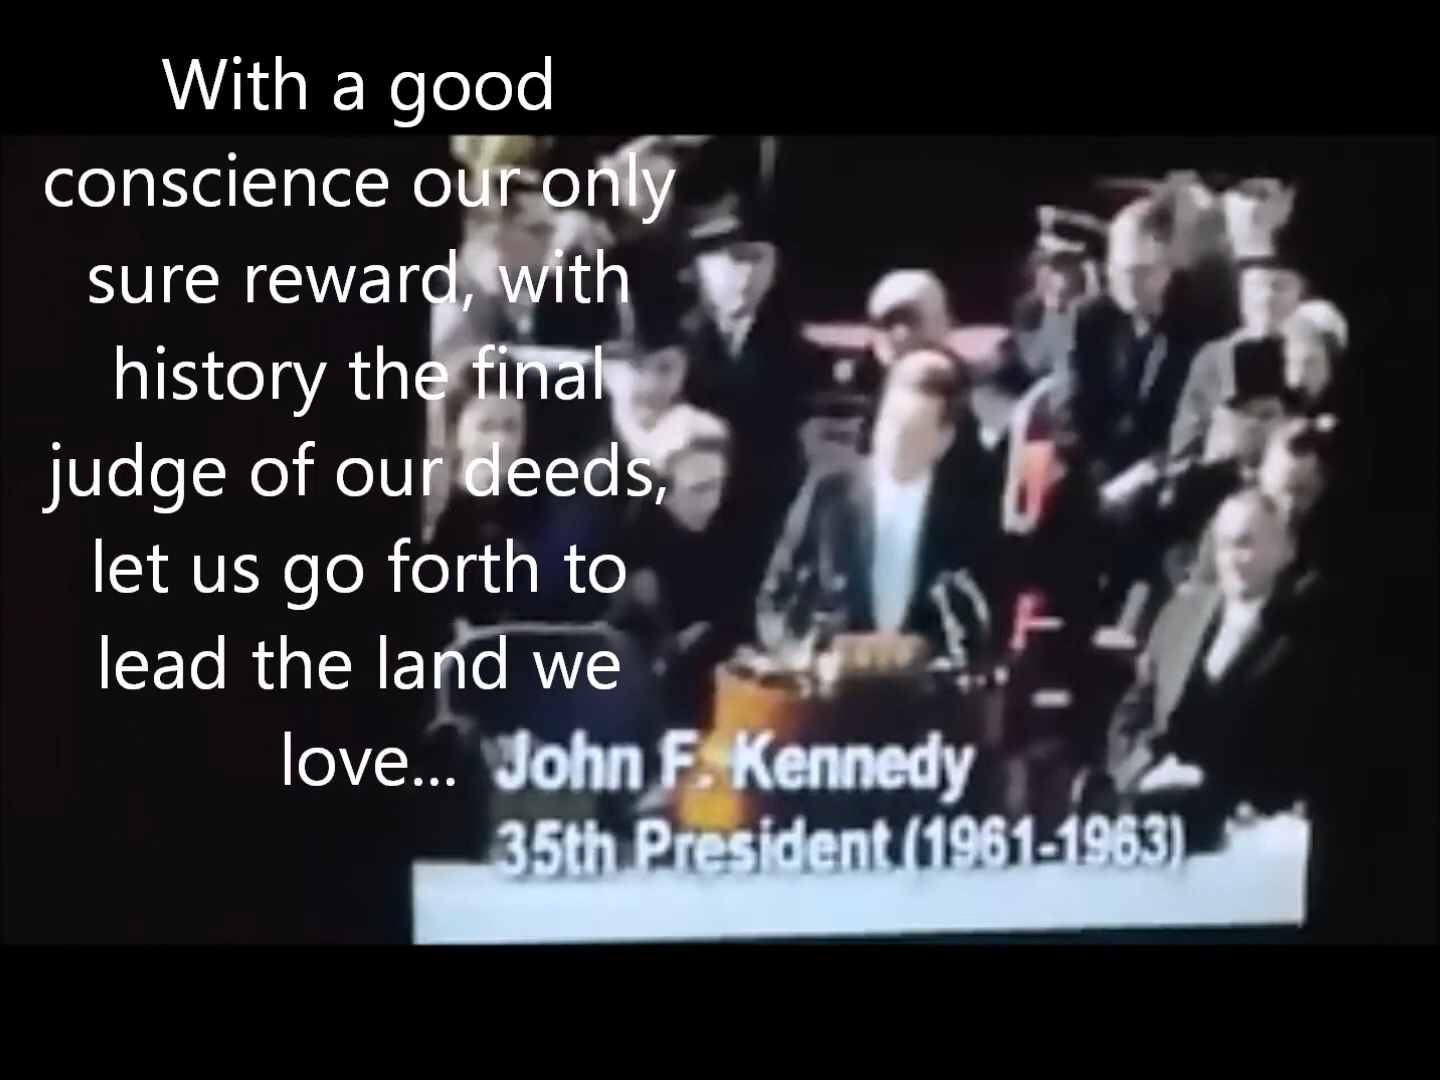 With a good
conscience our only
sure reward, with
history the final
judge of our deeds,
let us go forth to
lead the land we
love...
John F. Kennedy
35th President (1961-1963)